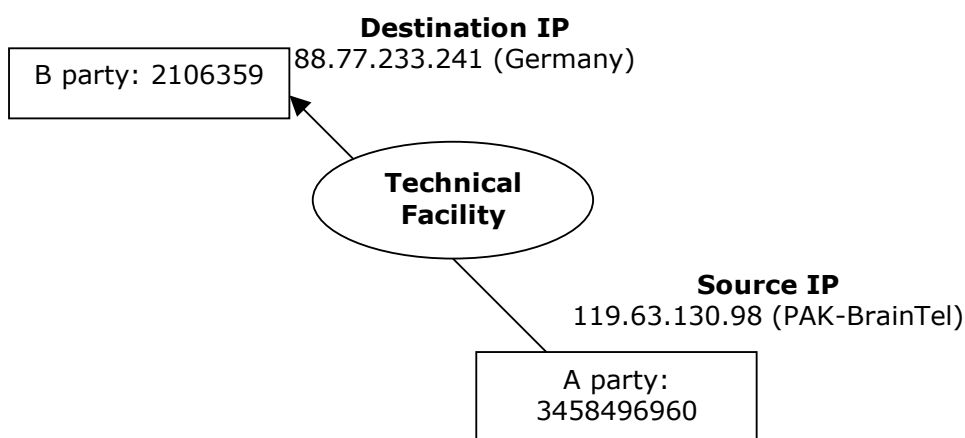 Destination IP
88.77.233.241 (Germany)
B party: 2106359
Technical
Facility
Source IP
119.63.130.98 (PAK-BrainTel)
A party:
3458496960